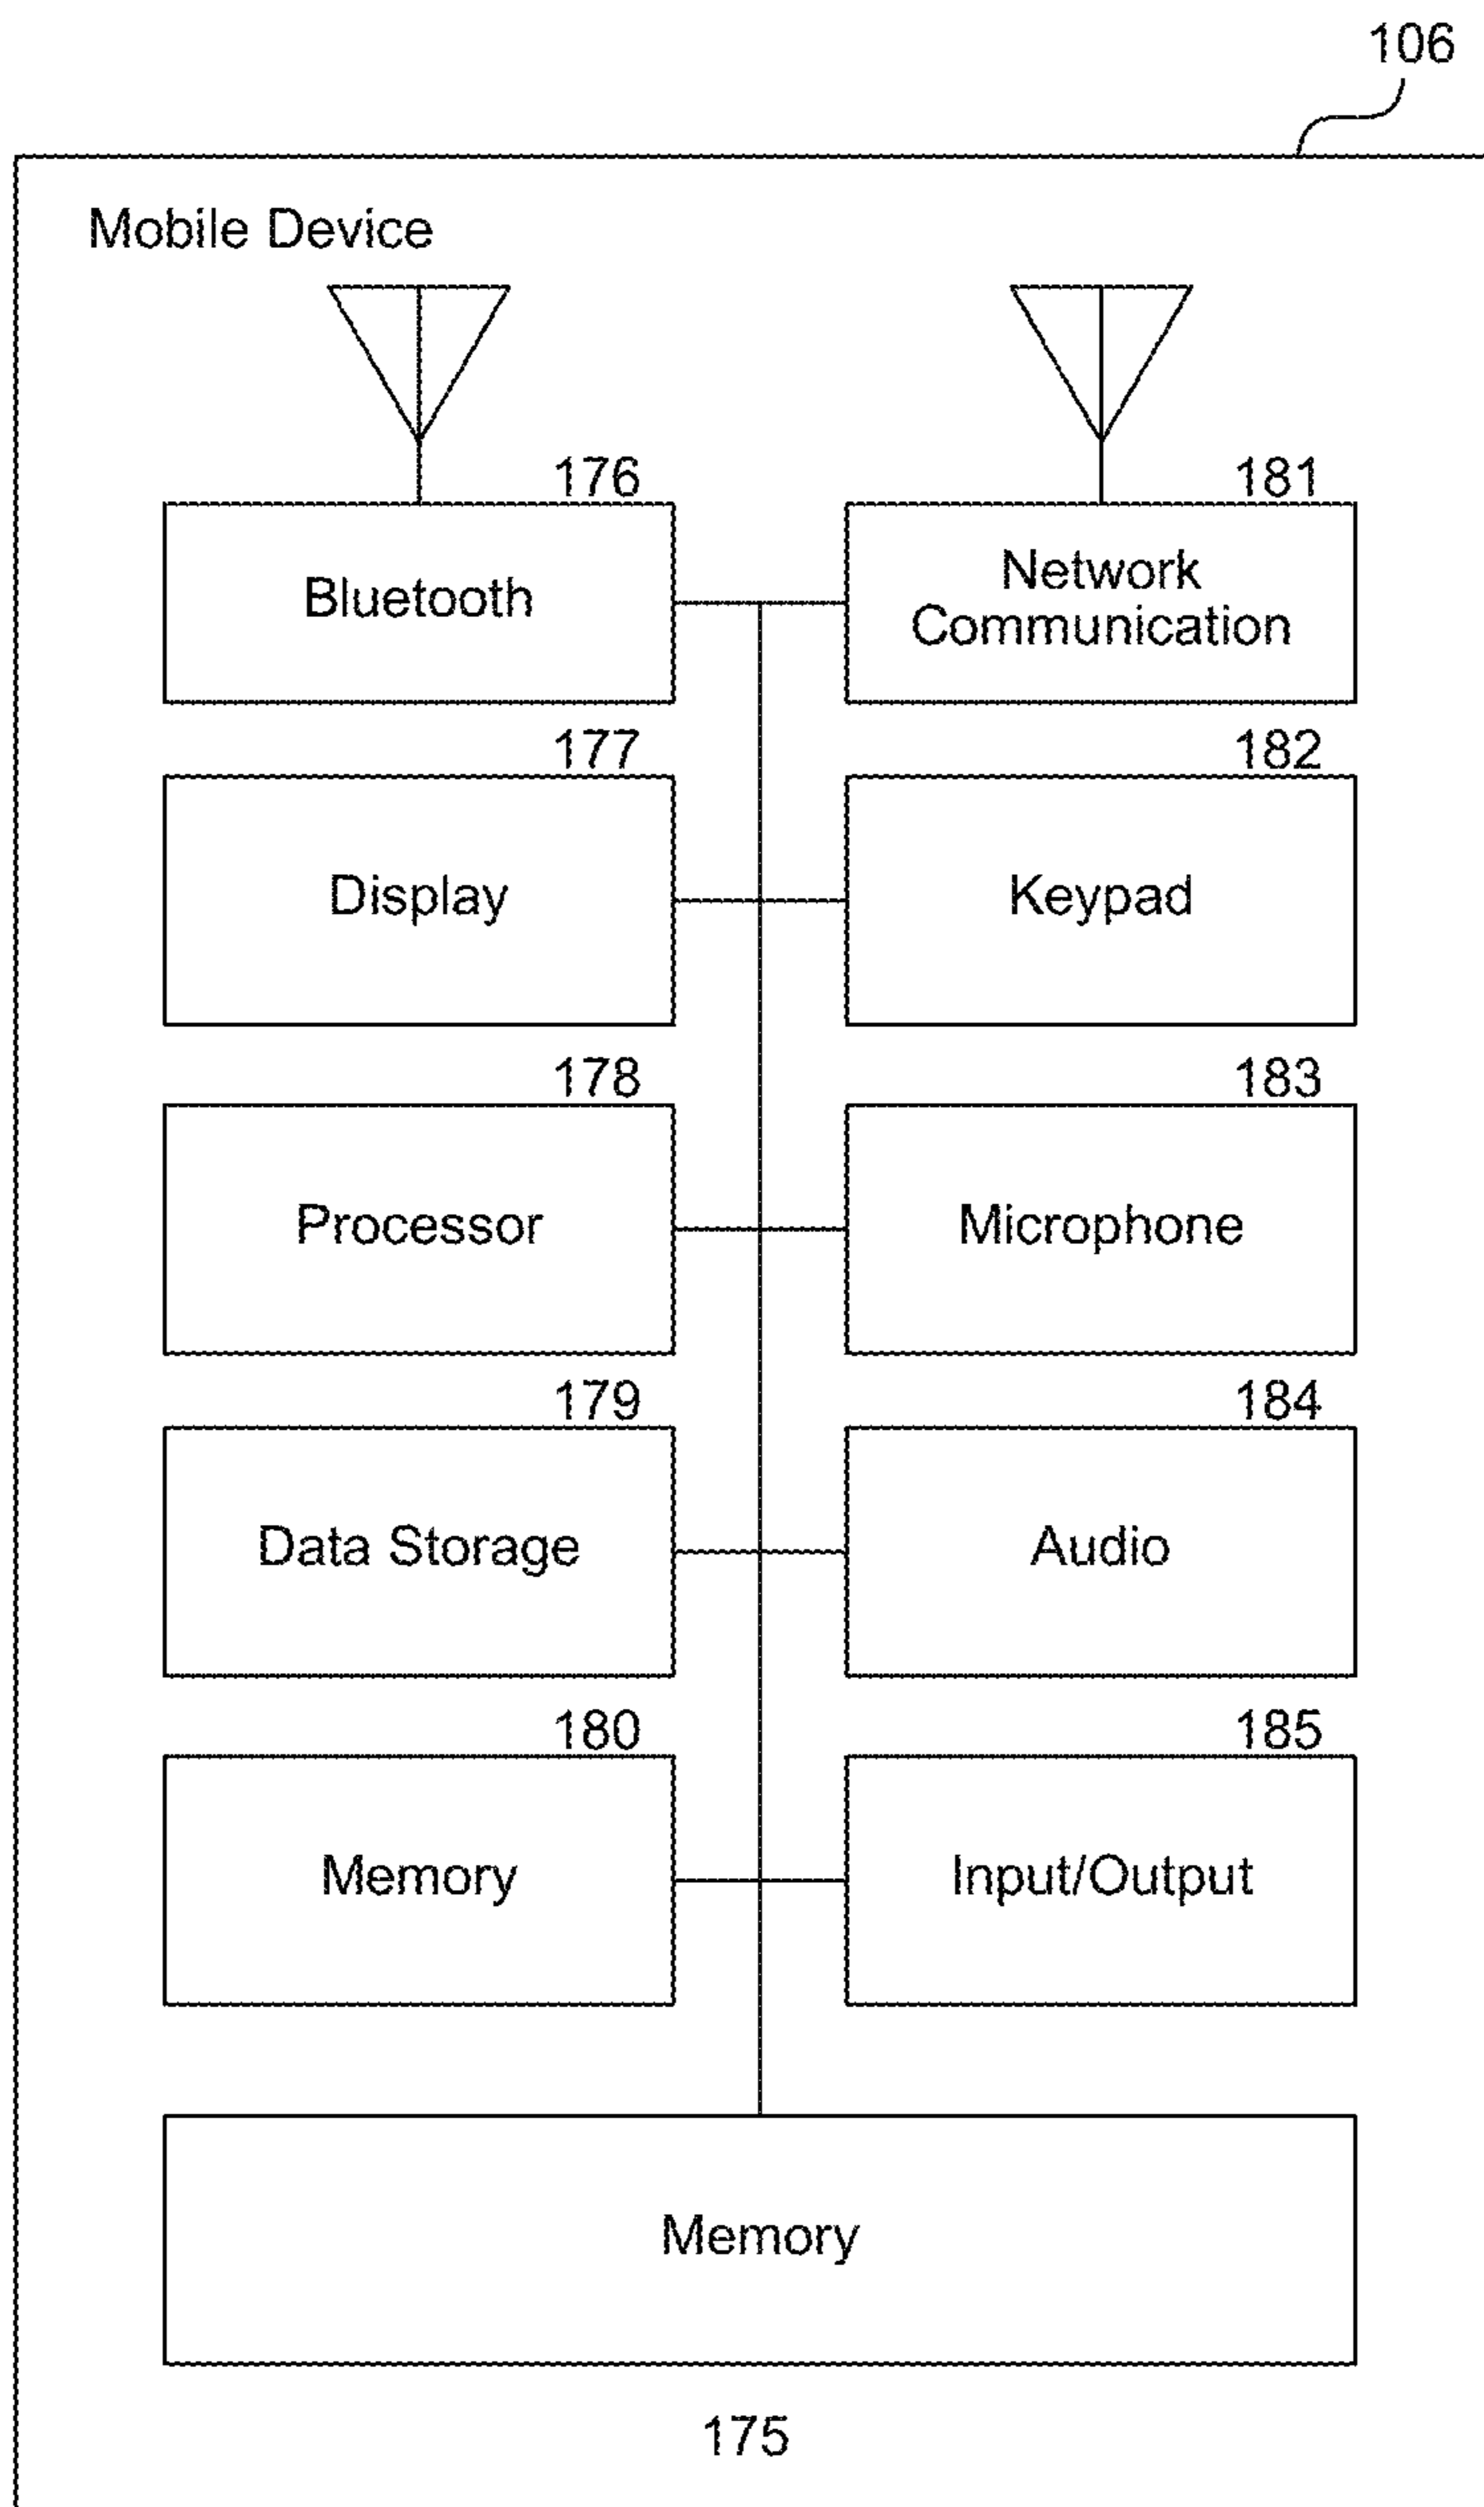 106
Mobile Device
176
181
Bluetooth
Network
Communication
177
182
Display
Keypad
178
183
Processor
Microphone
179
184
Data Storage
Audio
180
185
Memory
Input/Output
Memory
175